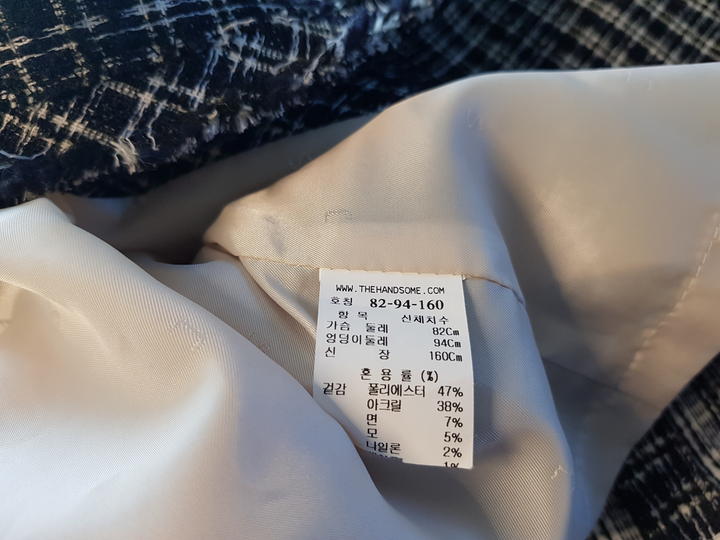 WWW.THEHANDSOME.COM
호칭 82-94-160
항목 신체치수
가슴 둘레 82Cm
엉덩이둘레 94Cm
신 장 160Cm
혼 용 률 (%)
겉감 폴리에스터 47%
아크릴 38%
면 7%
모 5%
나일론 2%
1%